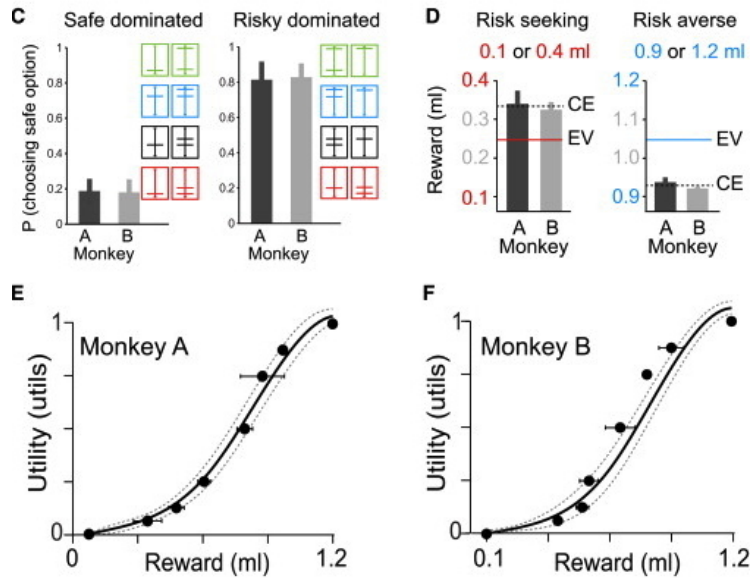 C Safe dominated Risky dominated
P (choosing safe option)
1
0.8
0.6
0.4
0.2
0
A B
Monkey
1
0.8
0.6
0.4
0.2
0
A B
Monkey
D Risk seeking Risk averse
0.1 or 0.4 ml 0.9 or 1.2 ml
Reward (ml)
0.4
0.3
0.2
0.1
CE
EV
A B
Monkey
1.2
1.1
1.0
0.9
EV
CE
A B
Monkey
E
Monkey A
Utility (utils)
1
0
0 Reward (ml) 1.2
F
Monkey B
Utility (utils)
1
0
0.1 Reward (ml) 1.2